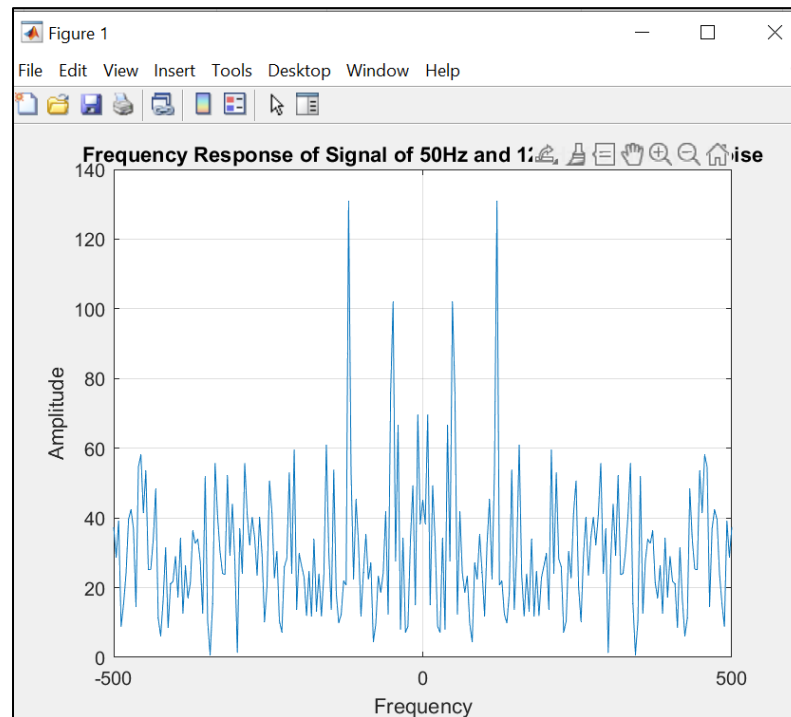 Figure 1
File Edit View Insert Tools Desktop Window Help
Frequency Response of Signal of 50Hz and
140
120
100
80
60
40
20
0
-500 0 500
Amplitude
Frequency